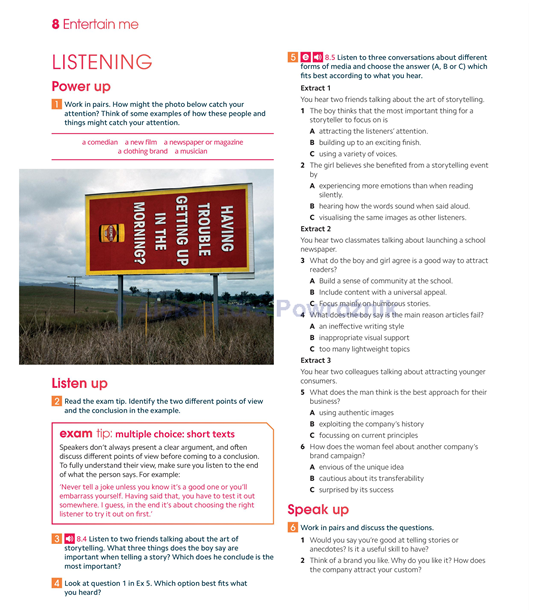 8 Entertain me
LISTENING
Power up
1 Work in pairs. How might the photo below catch your
attention? Think of some examples of how these people and
things might catch your attention.
a comedian a new film a newspaper or magazine
a clothing brand a musician
HAVING
TROUBLE
GETTING UP
IN THE
MORNING?
Listen up
2 Read the exam tip. Identify the two different points of view
and the conclusion in the example.
exam tip: multiple choice: short texts
Speakers don't always present a clear argument, and often
discuss different points of view before coming to a conclusion.
To fully understand their view, make sure you listen to the end
of what the person says. For example:
'Never tell a joke unless you know it's a good one or you'll
embarrass yourself. Having said that, you have to test it out
somewhere. I guess, in the end it's about choosing the right
listener to try it out on first.'
3 8.4 Listen to two friends talking about the art of
storytelling. What three things does the boy say are
important when telling a story? Which does he conclude is the
most important?
4 Look at question 1 in Ex 5. Which option best fits what
you heard?
5 8.5 Listen to three conversations about different
forms of media and choose the answer (A, B or C) which
fits best according to what you hear.
Extract 1
You hear two friends talking about the art of storytelling.
1 The boy thinks that the most important thing for a
storyteller to focus on is
A attracting the listeners' attention.
B building up to an exciting finish.
C using a variety of voices.
2 The girl believes she benefited from a storytelling event
by
A experiencing more emotions than when reading
silently.
B hearing how the words sound when said aloud.
C visualising the same images as other listeners.
Extract 2
You hear two classmates talking about launching a school
newspaper.
3 What do the boy and girl agree is a good way to attract
readers?
A Build a sense of community at the school.
B Include content with a universal appeal.
C Focus mainly on humorous stories.
4 What does the boy say is the main reason articles fail?
A an ineffective writing style
B inappropriate visual support
C too many lightweight topics
Extract 3
You hear two colleagues talking about attracting younger
consumers.
5 What does the man think is the best approach for their
business?
A using authentic images
B exploiting the company's history
C focussing on current principles
6 How does the woman feel about another company's
brand campaign?
A envious of the unique idea
B cautious about its transferability
C surprised by its success
Speak up
6 Work in pairs and discuss the questions.
1 Would you say you're good at telling stories or
anecdotes? Is it a useful skill to have?
2 Think of a brand you like. Why do you like it? How does
the company attract your custom?